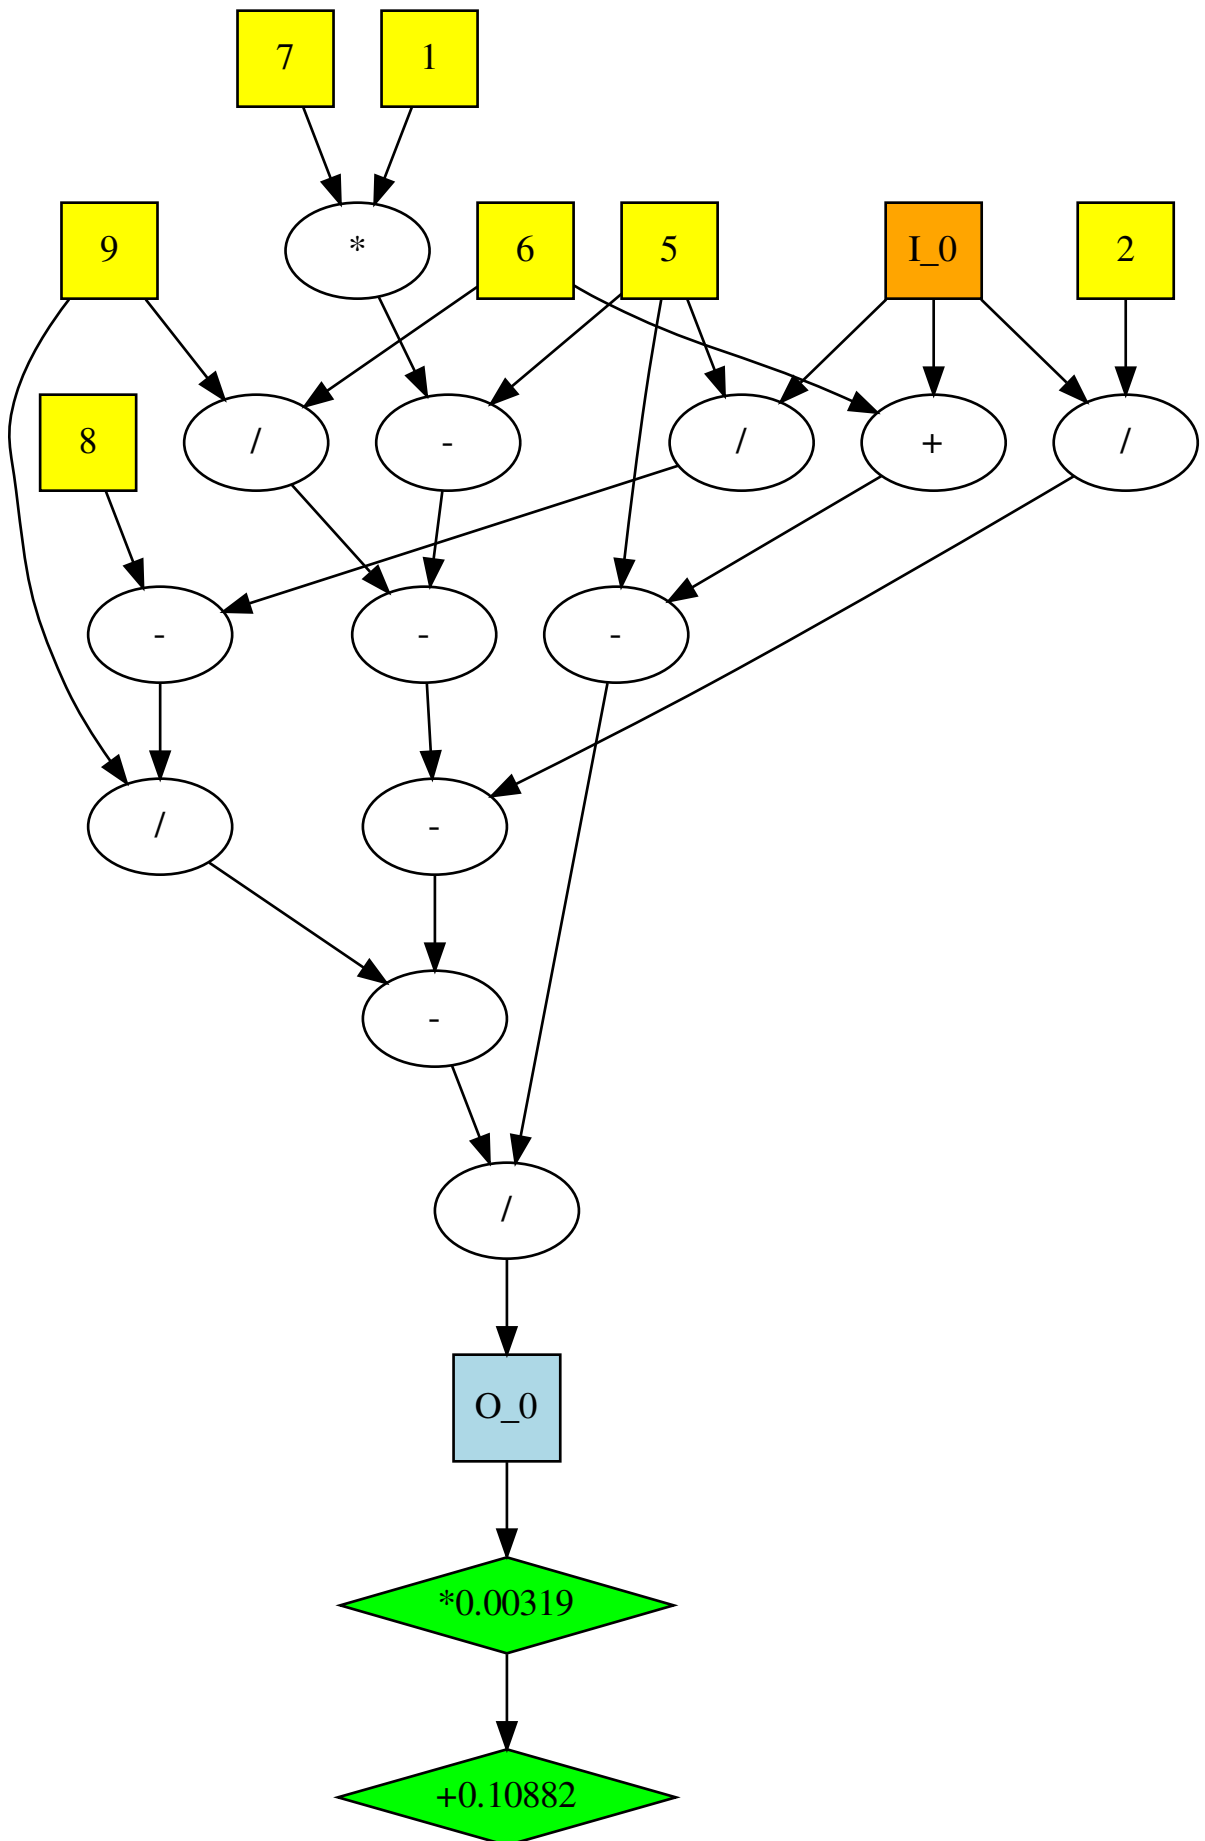 7 1
9 * 6 5 I_0 2
8 / - / + /
- - -
/ -
-
/
O_0
*0.00319
+0.10882